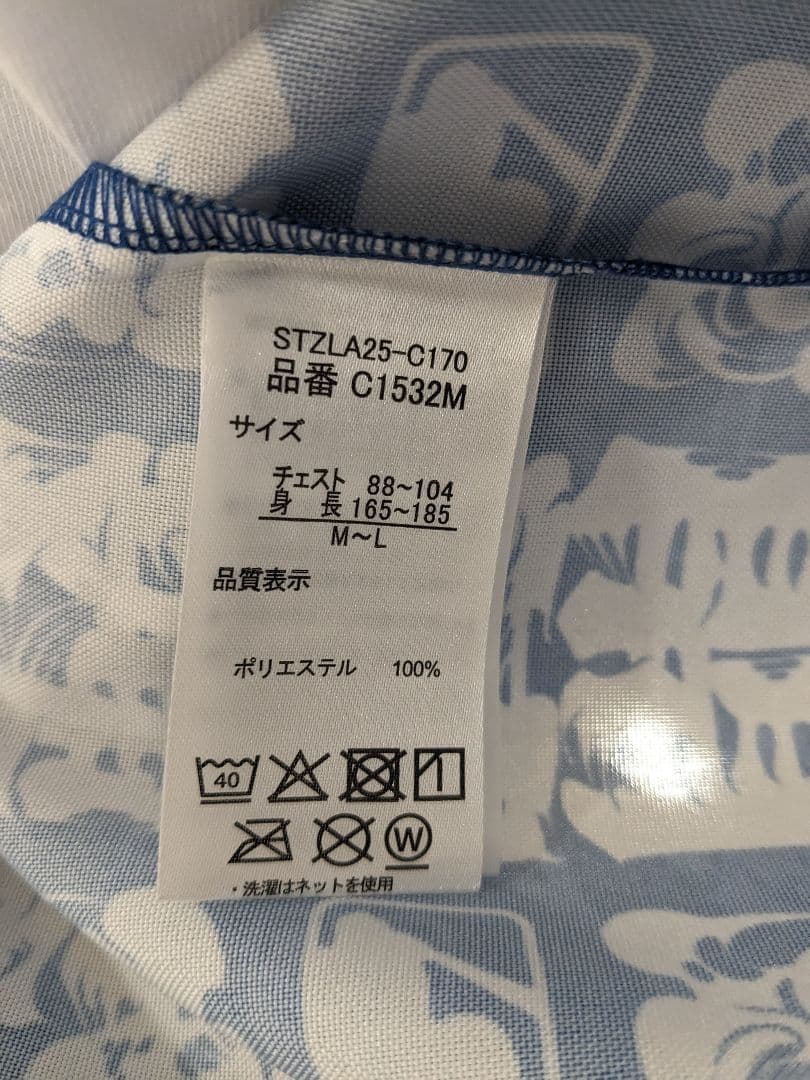 STZLA25-C170
品番 C1532M
サイズ
チェスト 88~104
身 長 165~185
M~L
品質表示
ポリエステル 100%
40
W
・洗濯はネットを使用